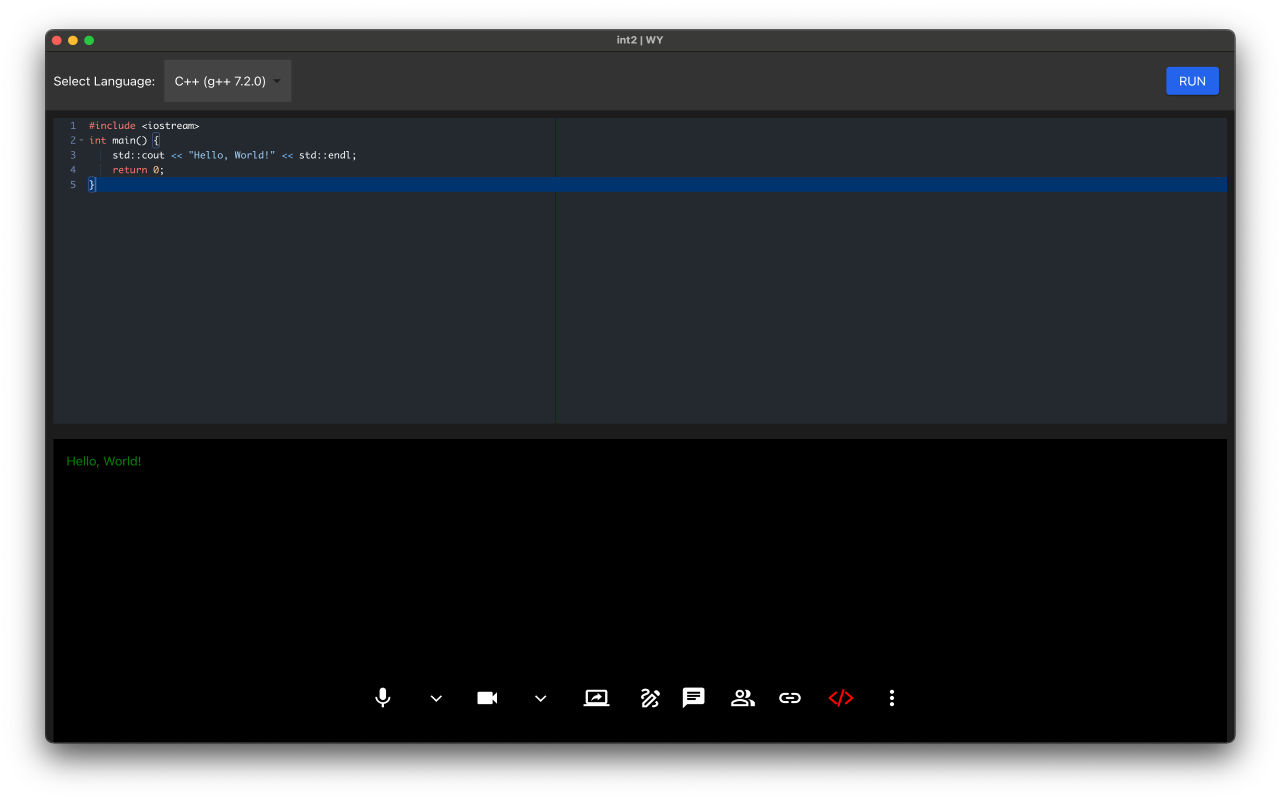 int2 | WY
Select Language: C++ (g++ 7.2.0) RUN
1 #include <iostream>
2 int main() {
3     std::cout << "Hello, World!" << std::endl;
4     return 0;
5 }
Hello, World!